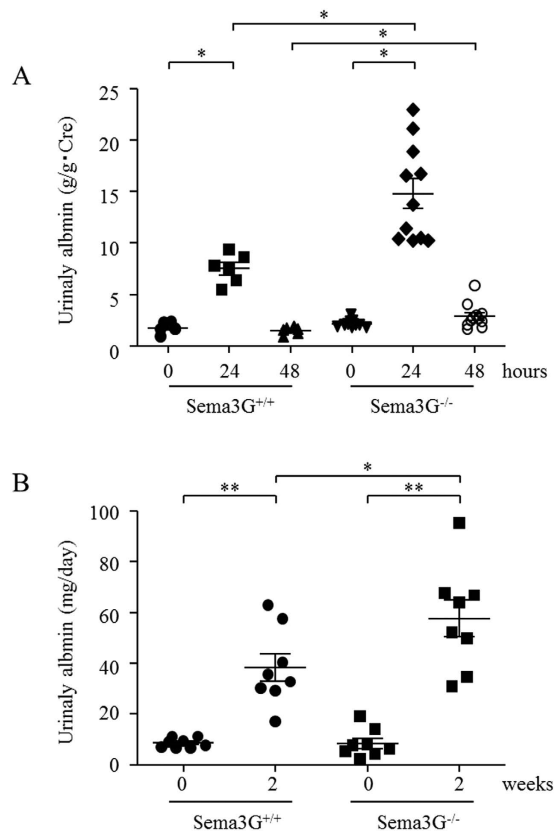 *
*
* *
A
Urinaly albmin (g/g・Cre)
25
20
15
10
5
0
0 24 48 0 24 48 hours
Sema3G+/+ Sema3G-/-
B
*
** **
Urinaly albmin (mg/day)
100
80
60
40
20
0
0 2 0 2 weeks
Sema3G+/+ Sema3G-/-